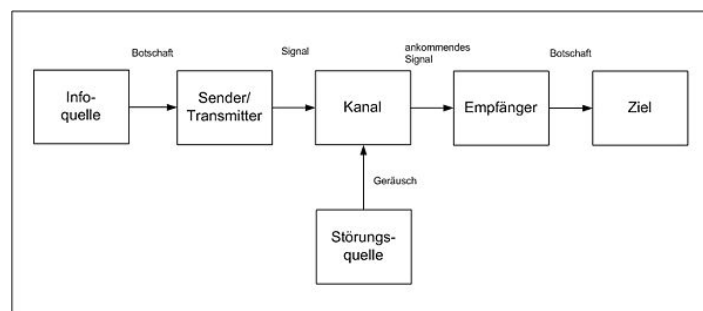 Botschaft
Signal
ankommendes
Signal
Botschaft
Info-
quelle
Sender/
Transmitter
Kanal
Empfänger
Ziel
Geräusch
Störungs-
quelle